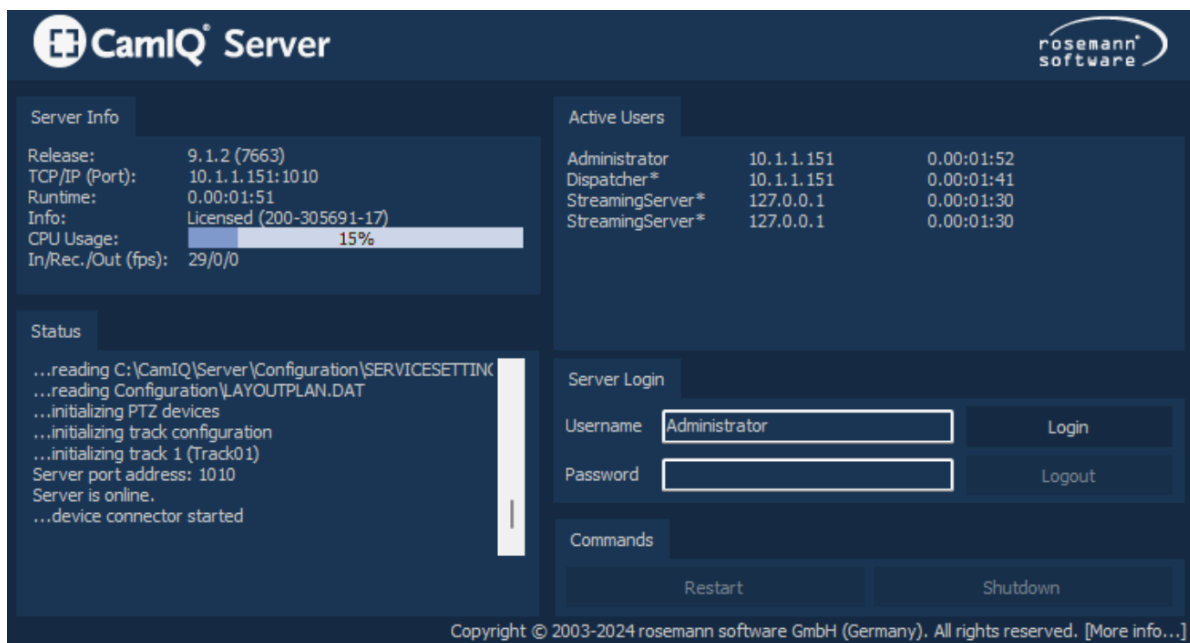 CamIQ® Server
rosemann®
software
Server Info
Release: 9.1.2 (7663)
TCP/IP (Port): 10.1.1.151:1010
Runtime: 0.00:01:51
Info: Licensed (200-305691-17)
CPU Usage: 15%
In/Rec./Out (fps): 29/0/0
Active Users
Administrator 10.1.1.151 0.00:01:52
Dispatcher* 10.1.1.151 0.00:01:41
StreamingServer* 127.0.0.1 0.00:01:30
StreamingServer* 127.0.0.1 0.00:01:30
Status
...reading C:\CamIQ\Server\Configuration\SERVICESETTING
...reading Configuration\LAYOUTPLAN.DAT
...initializing PTZ devices
...initializing track configuration
...initializing track 1 (Track01)
Server port address: 1010
Server is online.
...device connector started
Server Login
Username Administrator Login
Password Logout
Commands
Restart Shutdown
Copyright © 2003-2024 rosemann software GmbH (Germany). All rights reserved. [More info...]